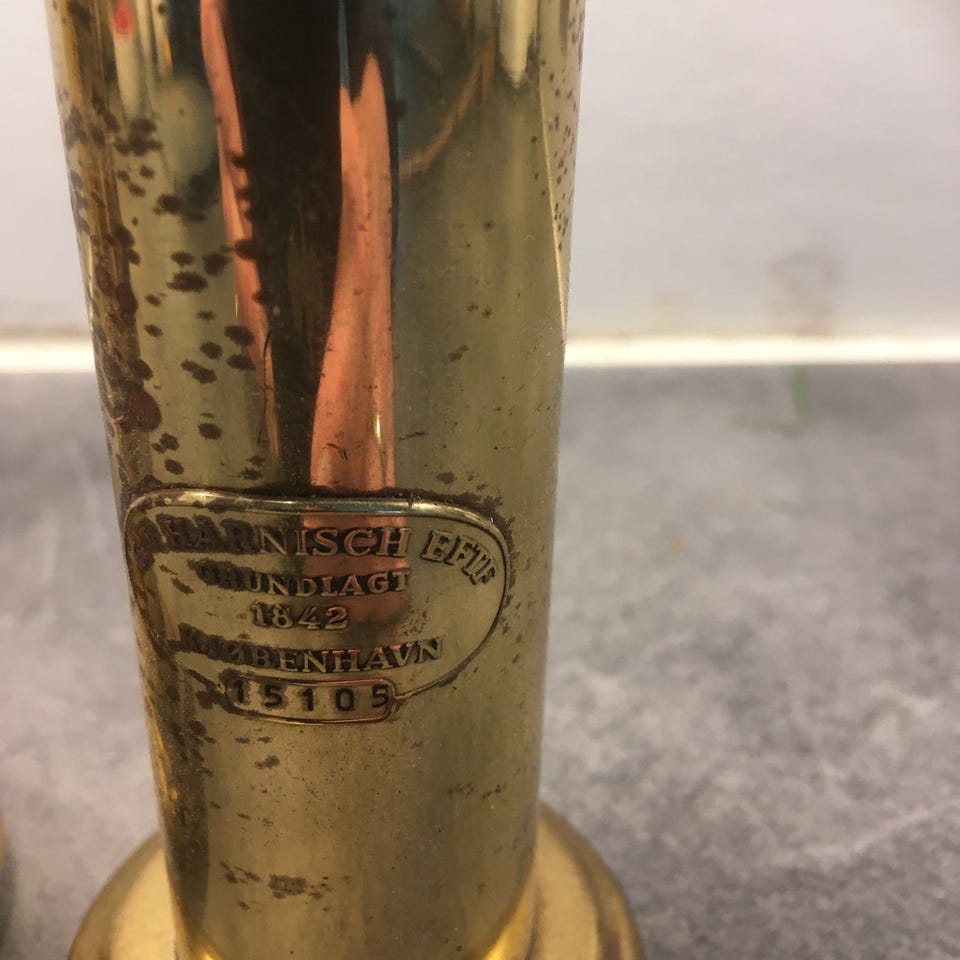 HARNISCH EFTF
GRUNDLAGT
1842
KJØBENHAVN
15105